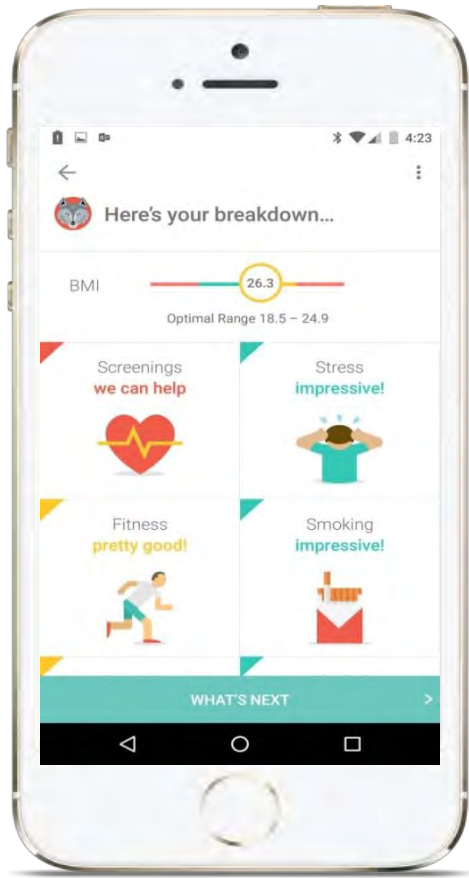 4:23
Here's your breakdown...
BMI
26.3
Optimal Range 18.5 – 24.9
Screenings
we can help
Stress
impressive!
Fitness
pretty good!
Smoking
impressive!
WHAT'S NEXT